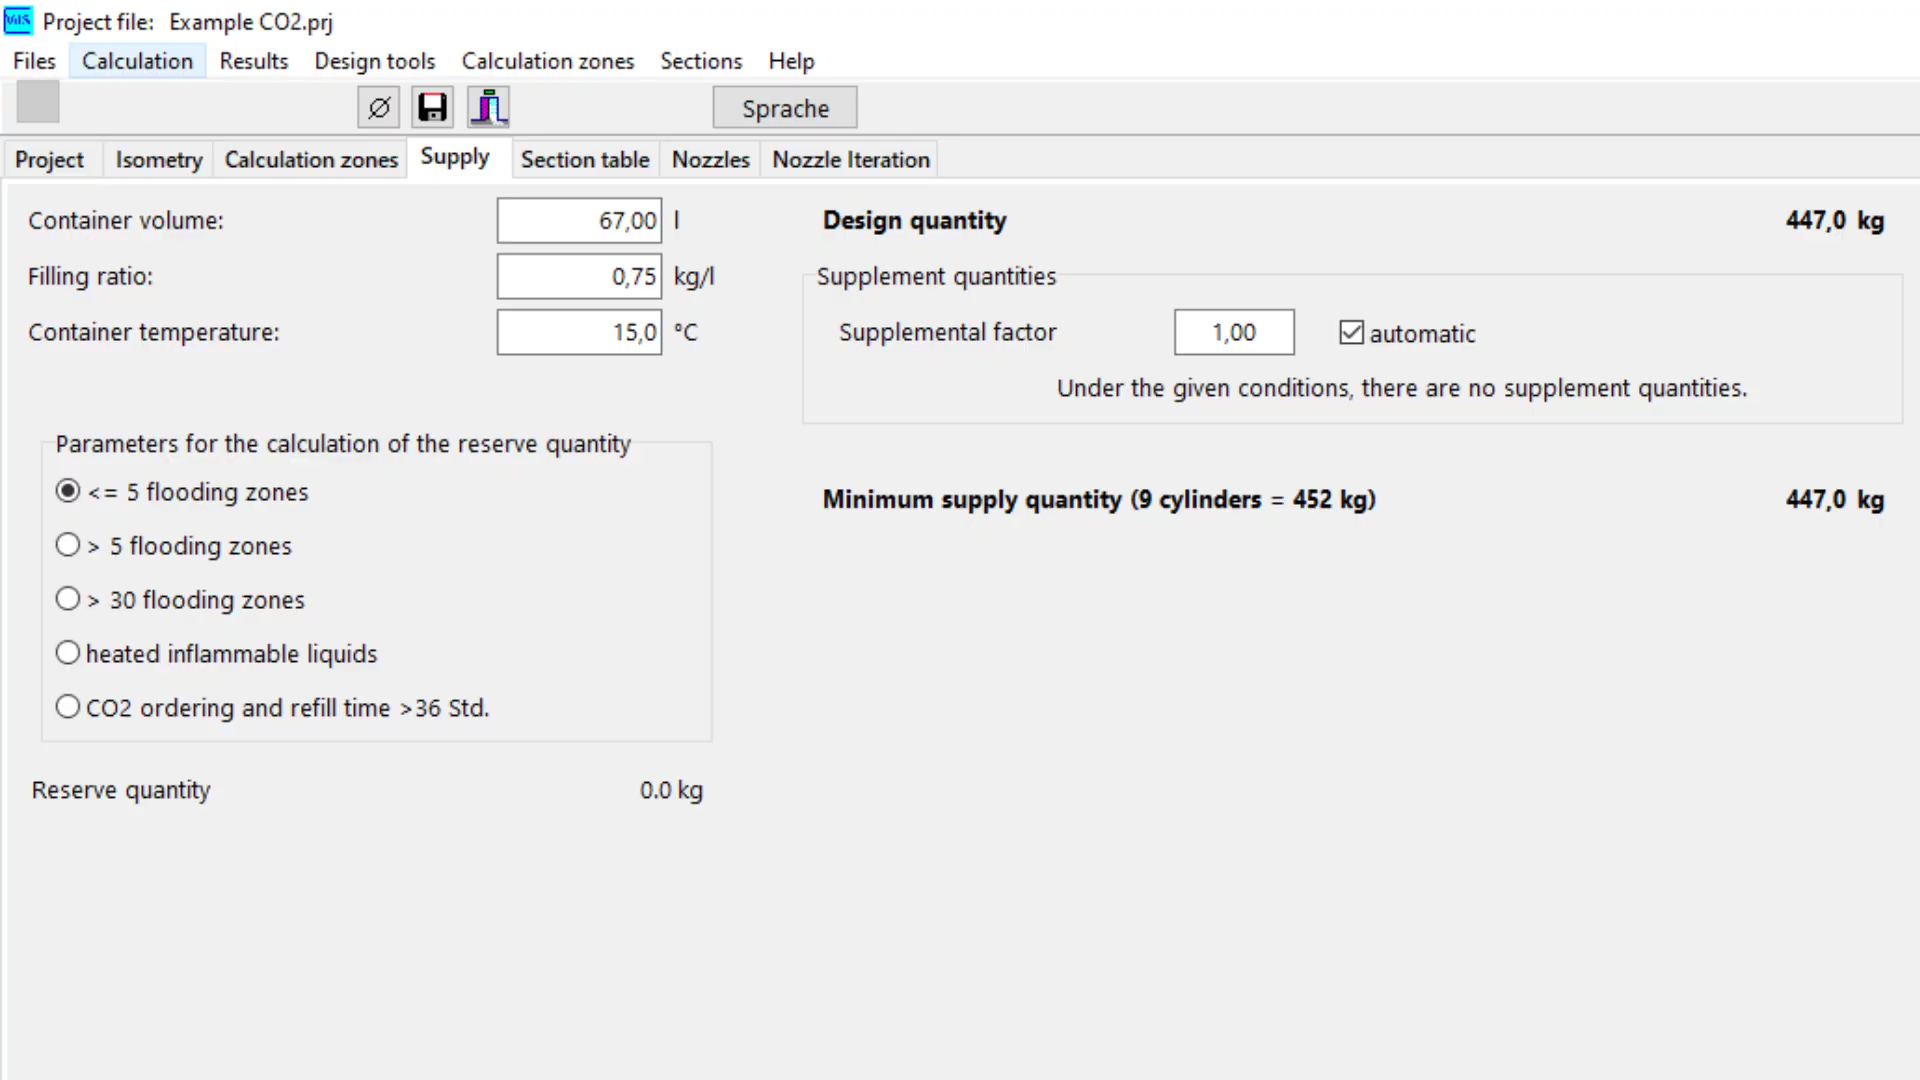 VdS Project file: Example CO2.prj
Files Calculation Results Design tools Calculation zones Sections Help
Sprache
Project Isometry Calculation zones Supply Section table Nozzles Nozzle Iteration
Container volume: 67,00 l
Filling ratio: 0,75 kg/l
Container temperature: 15,0 °C
Parameters for the calculation of the reserve quantity
<= 5 flooding zones
> 5 flooding zones
> 30 flooding zones
heated inflammable liquids
CO2 ordering and refill time >36 Std.
Reserve quantity 0.0 kg
Design quantity 447,0 kg
Supplement quantities
Supplemental factor 1,00 automatic
Under the given conditions, there are no supplement quantities.
Minimum supply quantity (9 cylinders = 452 kg) 447,0 kg